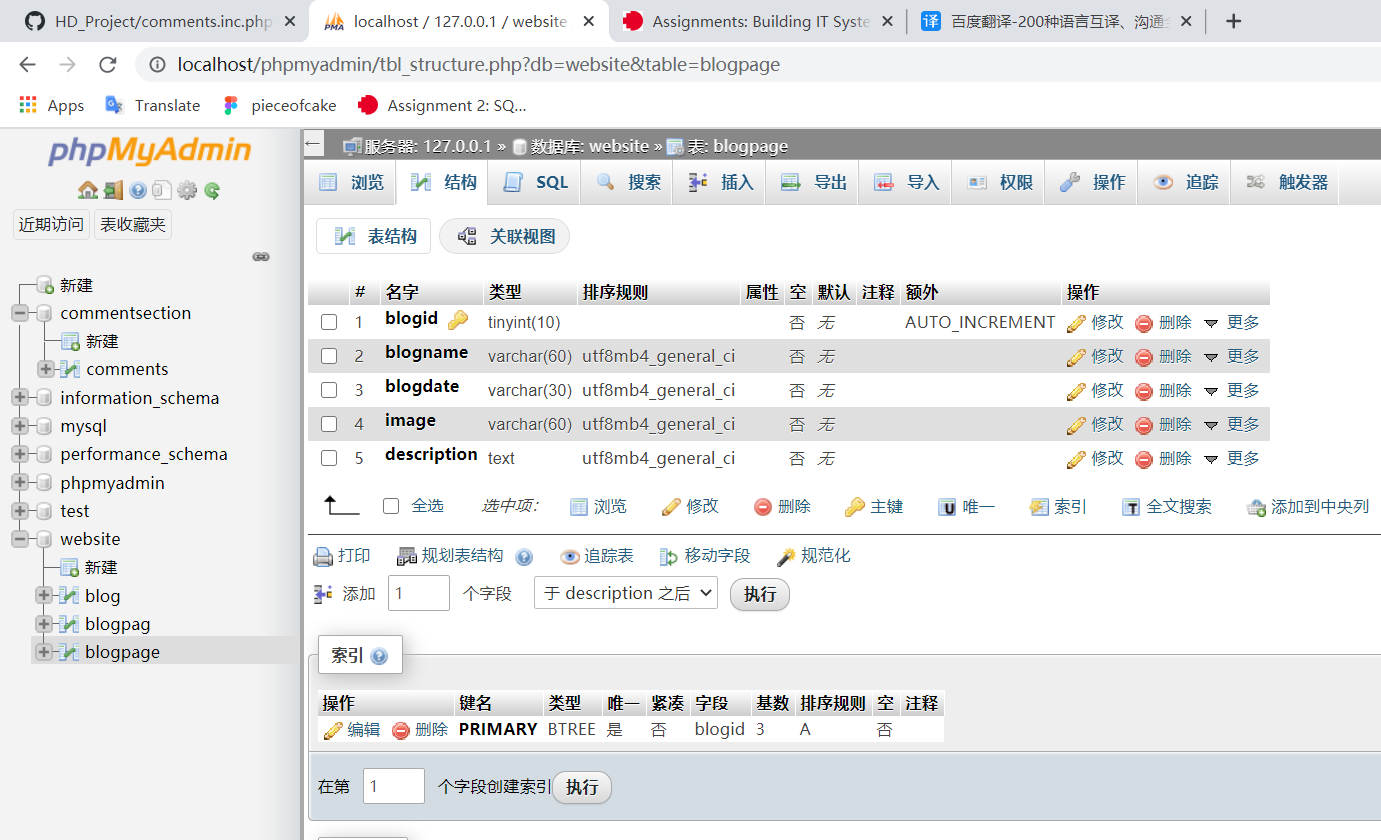 HD_Project/comments.inc.php
localhost / 127.0.0.1 / website
Assignments: Building IT Syste
百度翻译-200种语言互译、沟通全
localhost/phpmyadmin/tbl_structure.php?db=website&table=blogpage
Apps Translate pieceofcake Assignment 2: SQ...
phpMyAdmin
近期访问 表收藏夹
新建
commentsection
新建
comments
information_schema
mysql
performance_schema
phpmyadmin
test
website
新建
blog
blogpag
blogpage
服务器: 127.0.0.1 » 数据库: website » 表: blogpage
浏览 结构 SQL 搜索 插入 导出 导入 权限 操作 追踪 触发器
表结构 关联视图
# 名字 类型 排序规则 属性 空 默认 注释 额外 操作
1 blogid tinyint(10) 否 无 AUTO_INCREMENT 修改 删除 更多
2 blogname varchar(60) utf8mb4_general_ci 否 无 修改 删除 更多
3 blogdate varchar(30) utf8mb4_general_ci 否 无 修改 删除 更多
4 image varchar(60) utf8mb4_general_ci 否 无 修改 删除 更多
5 description text utf8mb4_general_ci 否 无 修改 删除 更多
全选 选中项: 浏览 修改 删除 主键 唯一 索引 全文搜索 添加到中央列
打印 规划表结构 追踪表 移动字段 规范化
添加 1 个字段 于 description 之后 执行
索引
操作 键名 类型 唯一 紧凑 字段 基数 排序规则 空 注释
编辑 删除 PRIMARY BTREE 是 否 blogid 3 A 否
在第 1 个字段创建索引 执行